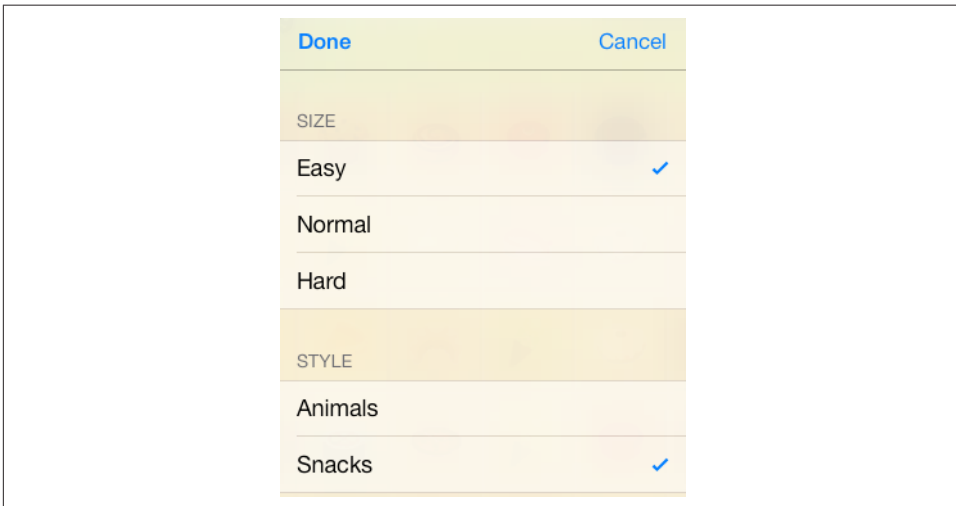 Done Cancel
SIZE
Easy
Normal
Hard
STYLE
Animals
Snacks